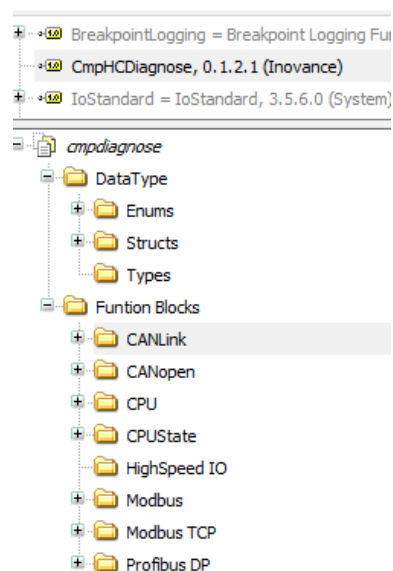 BreakpointLogging = Breakpoint Logging Fu
CmpHCDiagnose, 0.1.2.1 (Inovance)
IoStandard = IoStandard, 3.5.6.0 (System)
cmpdiagnose
DataType
Enums
Structs
Types
Funtion Blocks
CANLink
CANopen
CPU
CPUState
HighSpeed IO
Modbus
Modbus TCP
Profibus DP